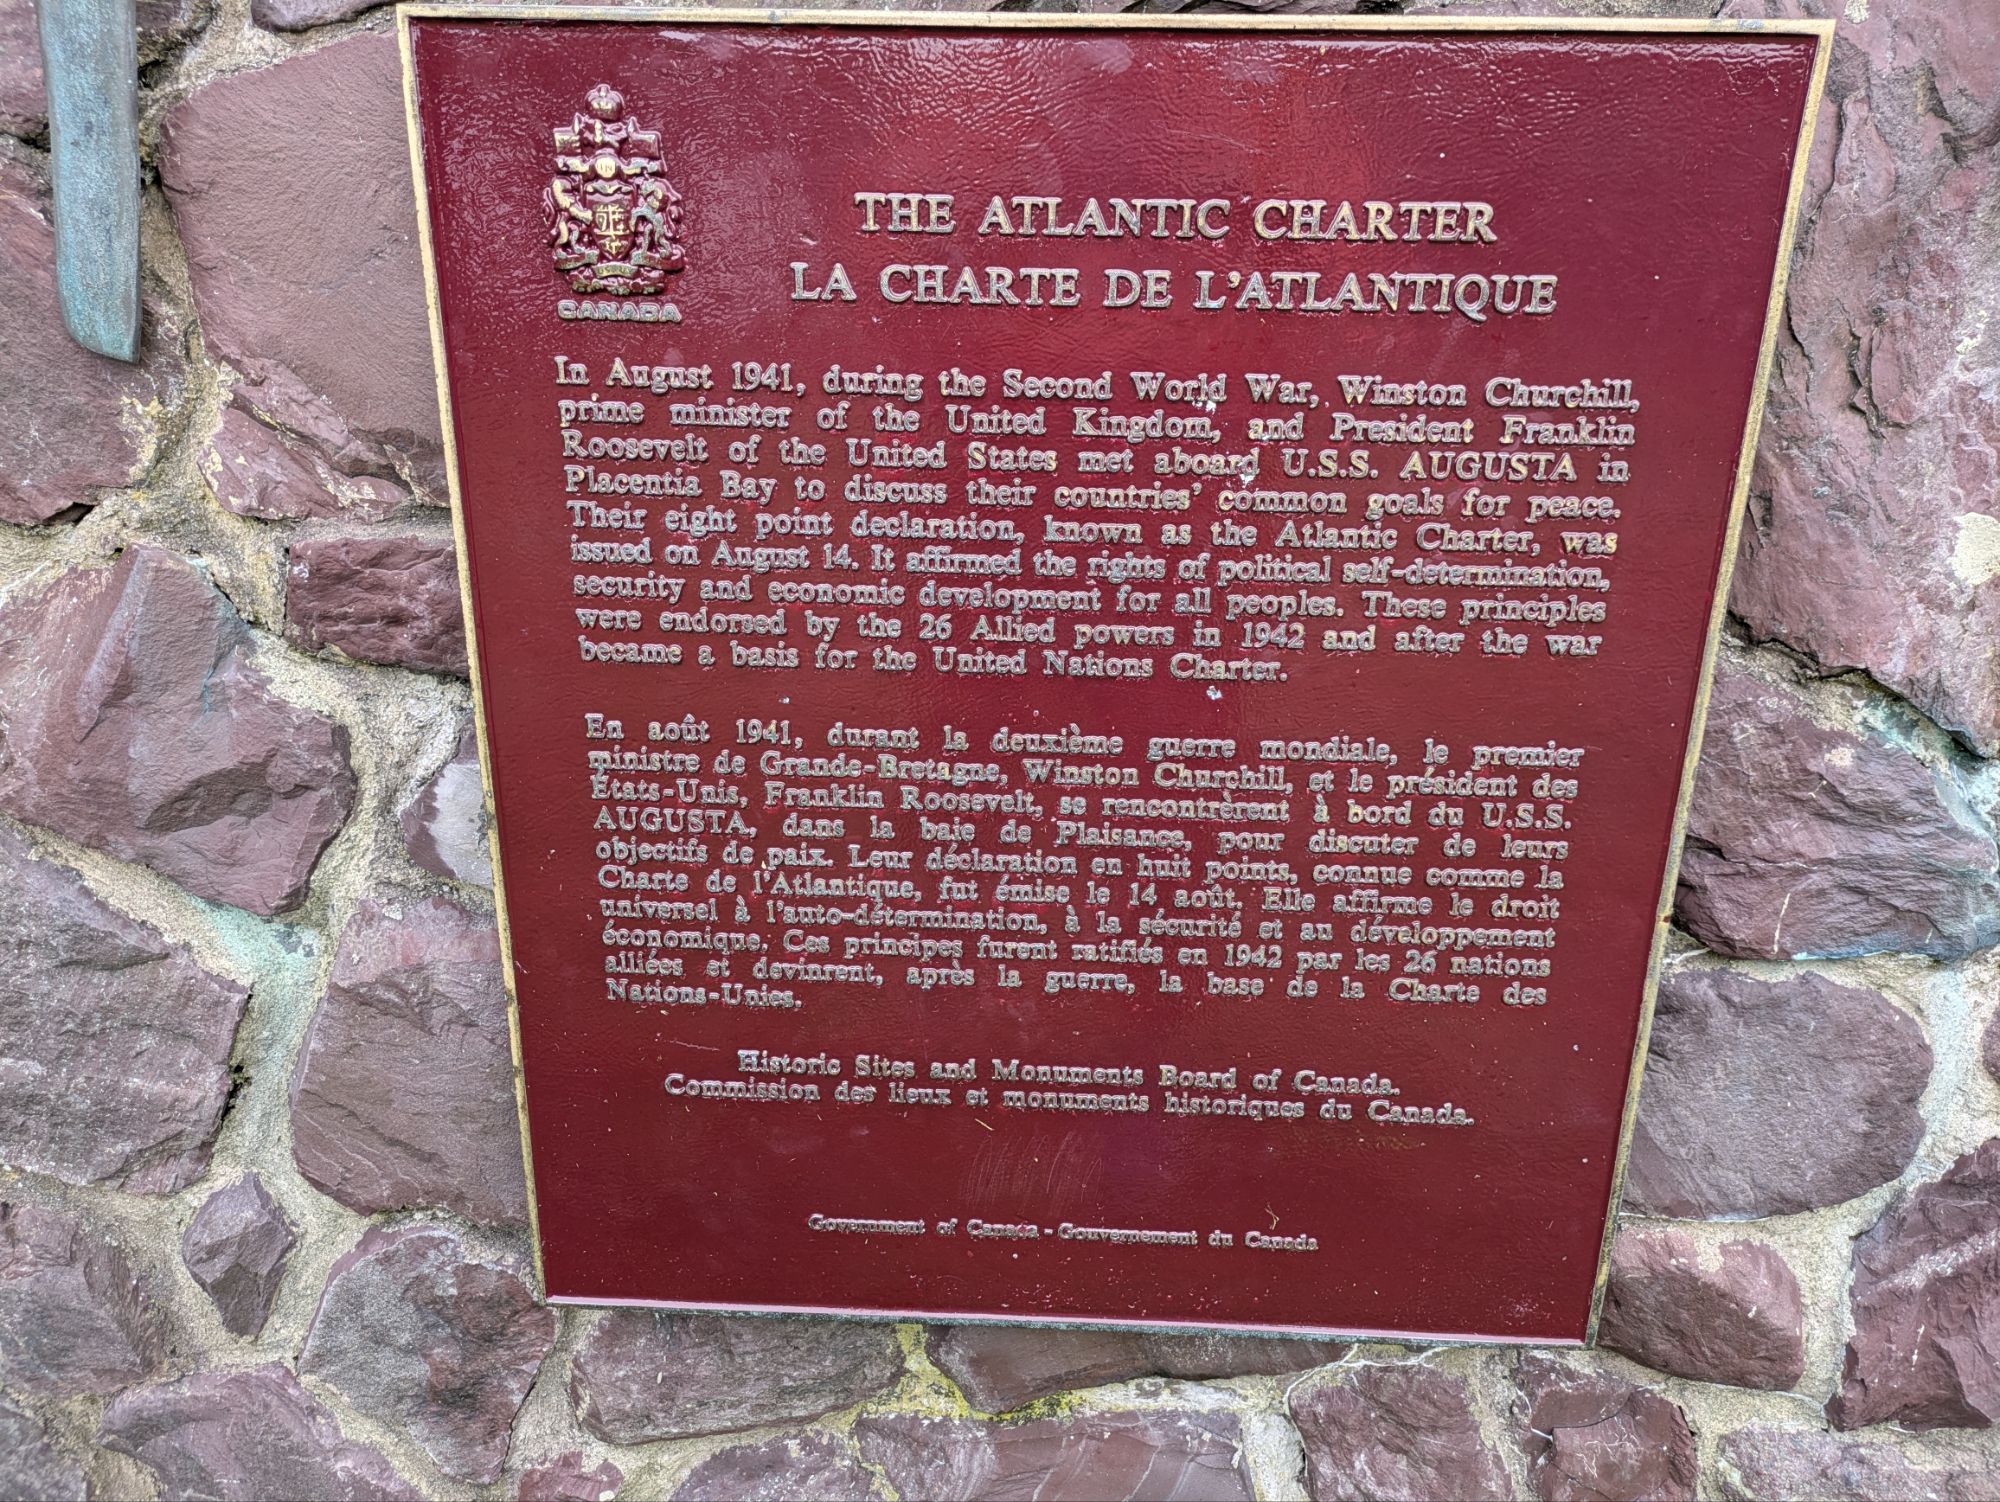 CANADA
THE ATLANTIC CHARTER
LA CHARTE DE L'ATLANTIQUE
In August 1941, during the Second World War, Winston Churchill,
prime minister of the United Kingdom, and President Franklin
Roosevelt of the United States met aboard U.S.S. AUGUSTA in
Placentia Bay to discuss their countries' common goals for peace.
Their eight point declaration, known as the Atlantic Charter, was
issued on August 14. It affirmed the rights of political self-determination,
security and economic development for all peoples. These principles
were endorsed by the 26 Allied powers in 1942 and after the war
became a basis for the United Nations Charter.
En août 1941, durant la deuxième guerre mondiale, le premier
ministre de Grande-Bretagne, Winston Churchill, et le président des
États-Unis, Franklin Roosevelt, se rencontrèrent à bord du U.S.S.
AUGUSTA, dans la baie de Plaisance, pour discuter de leurs
objectifs de paix. Leur déclaration en huit points, connue comme la
Charte de l'Atlantique, fut émise le 14 août. Elle affirme le droit
universel à l'auto-détermination, à la sécurité et au développement
économique. Ces principes furent ratifiés en 1942 par les 26 nations
alliées et devinrent, après la guerre, la base de la Charte des
Nations-Unies.
Historic Sites and Monuments Board of Canada.
Commission des lieux et monuments historiques du Canada.
Government of Canada - Gouvernement du Canada